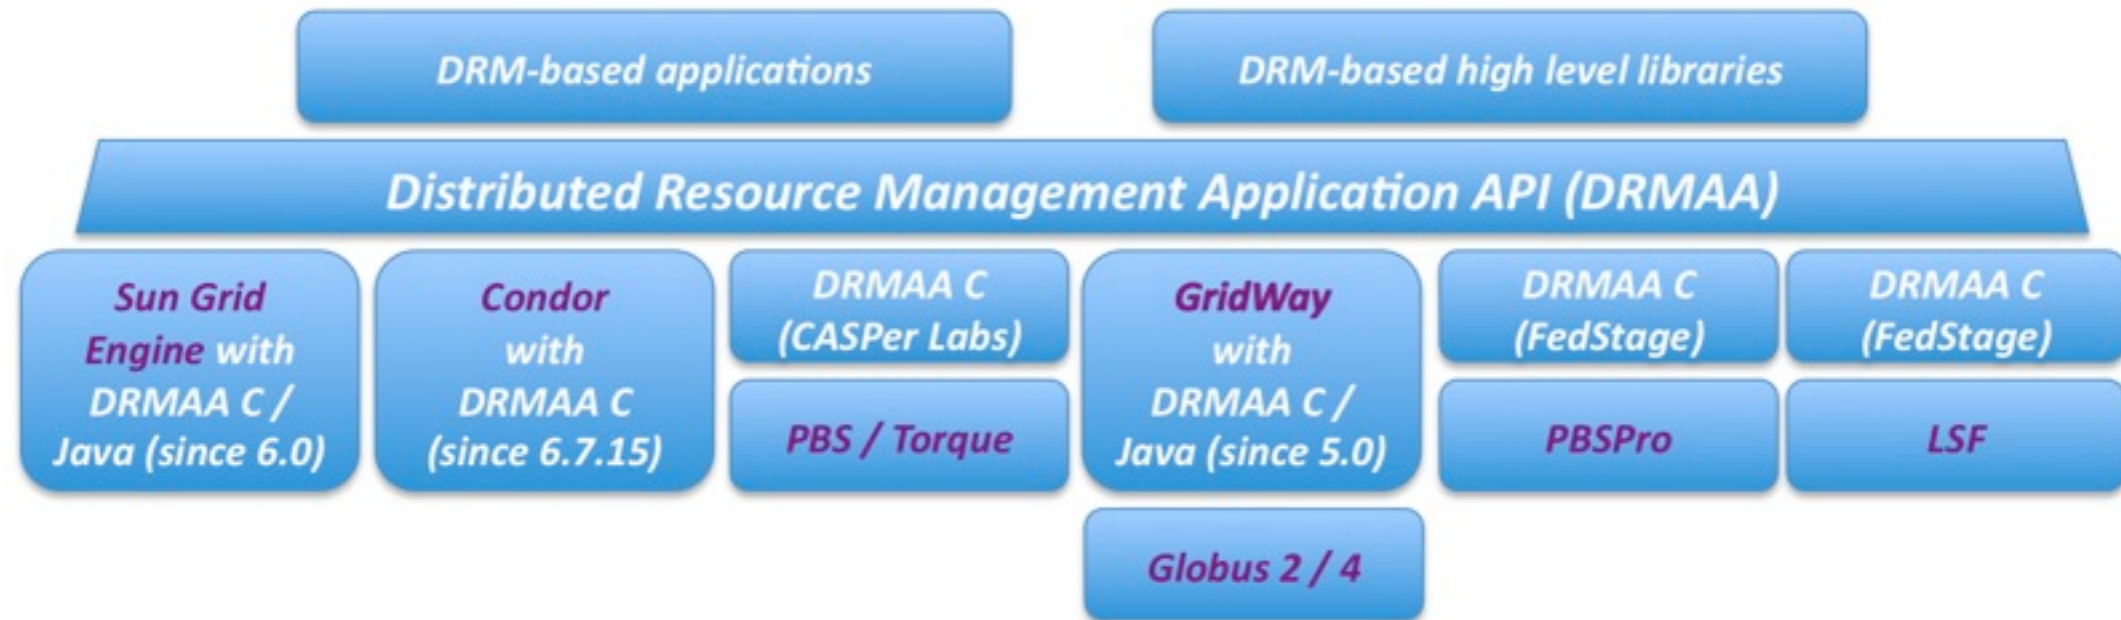 DRM-based applications
DRM-based high level libraries
Distributed Resource Management Application API (DRMAA)
Sun Grid
Engine with
DRMAA C /
Java (since 6.0)
Condor
with
DRMAA C
(since 6.7.15)
DRMAA C
(CASPer Labs)
PBS / Torque
GridWay
with
DRMAA C /
Java (since 5.0)
Globus 2 / 4
DRMAA C
(FedStage)
PBSPro
DRMAA C
(FedStage)
LSF